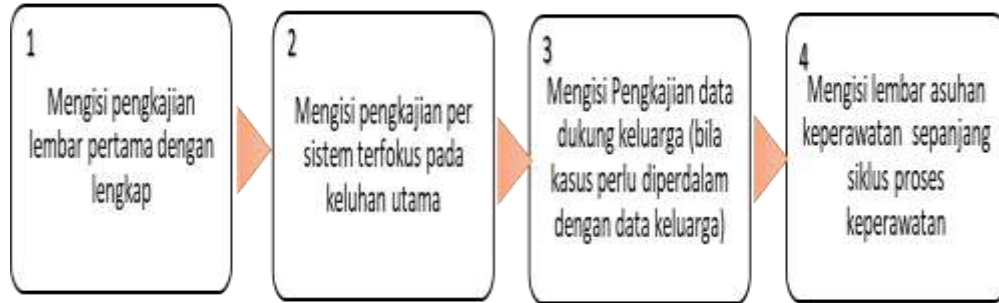 1
Mengisi pengkajian
lembar pertama dengan
lengkap
2
Mengisi pengkajian per
sistem terfokus pada
keluhan utama
3
Mengisi Pengkajian data
dukung keluarga (bila
kasus perlu diperdalam
dengan data keluarga)
4
Mengisi lembar asuhan
keperawatan sepanjang
siklus proses
keperawatan